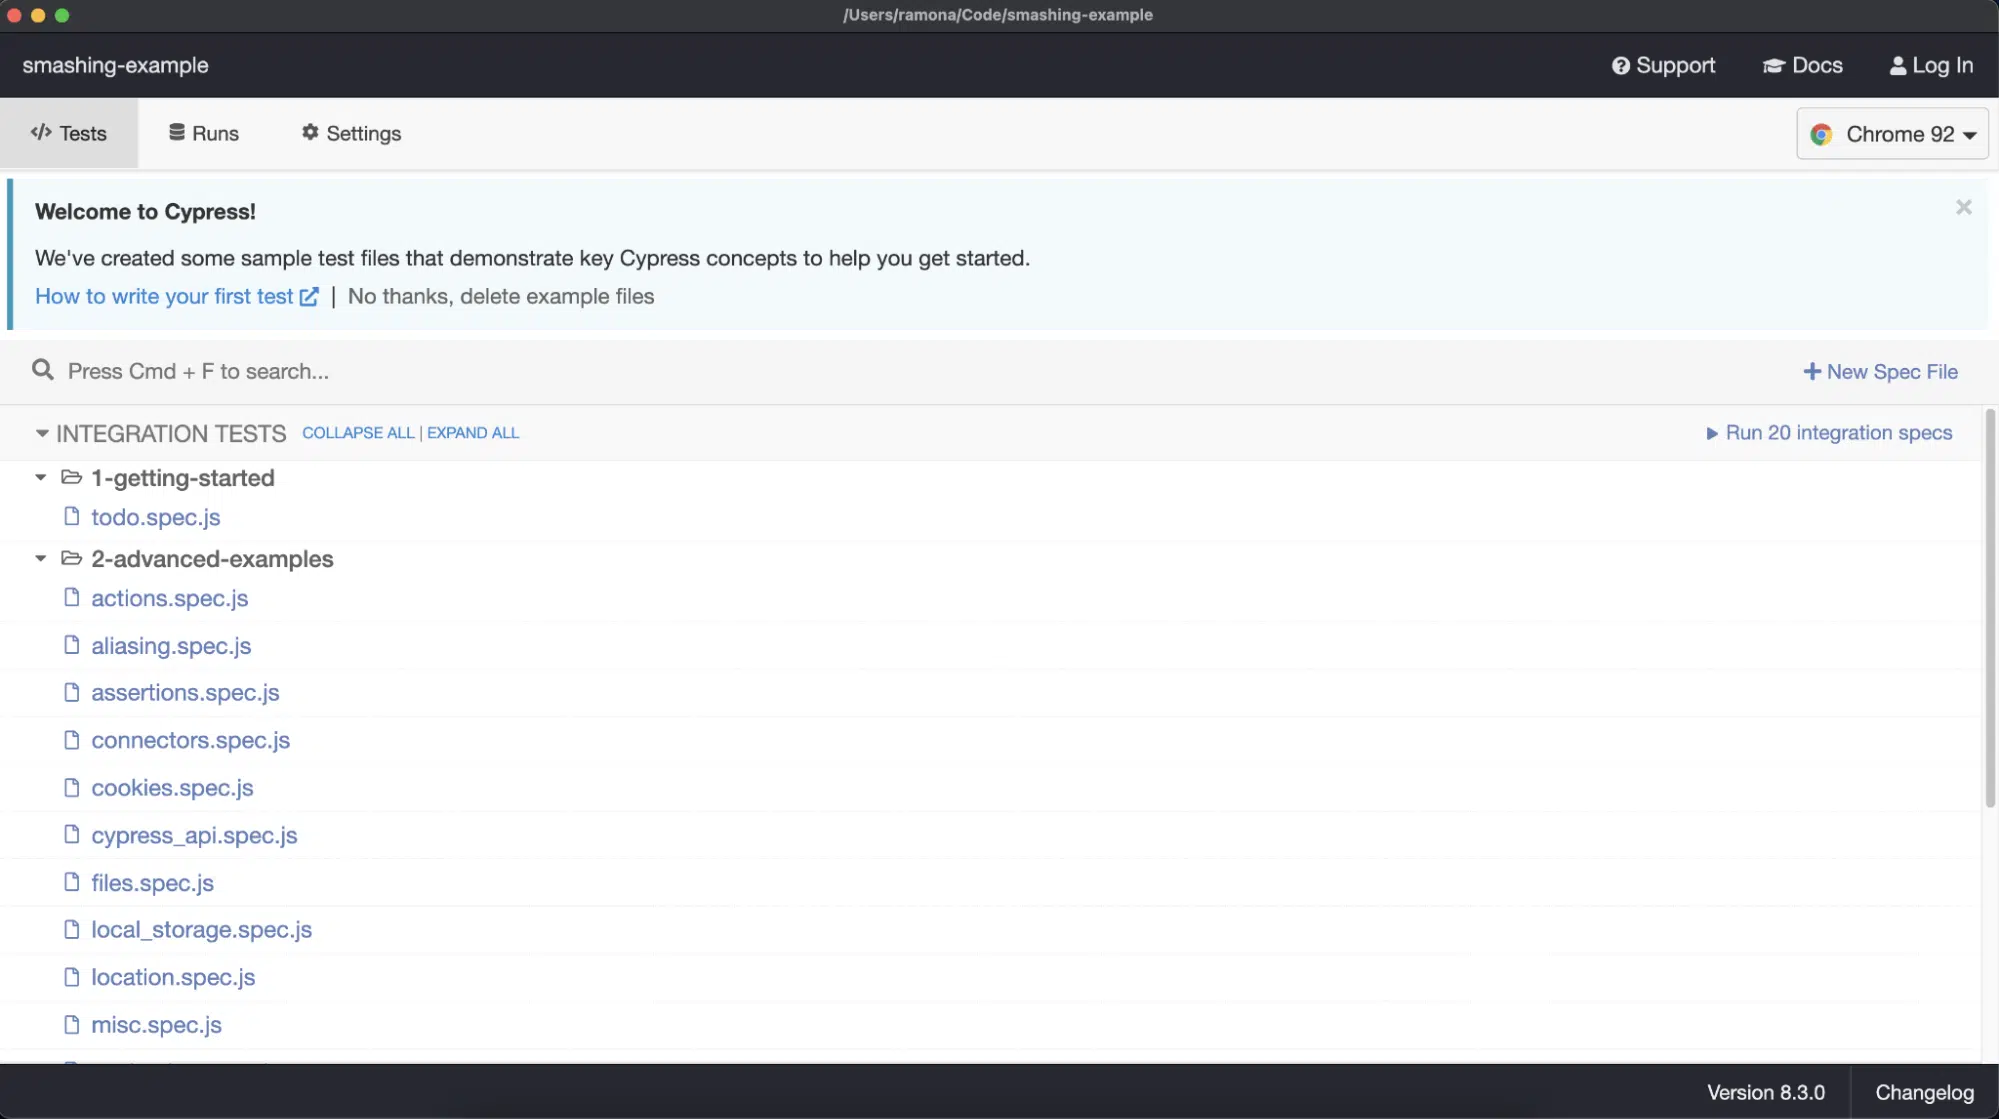 /Users/ramona/Code/smashing-example
smashing-example
Support
Docs
Log In
Tests
Runs
Settings
Chrome 92
Welcome to Cypress!
We've created some sample test files that demonstrate key Cypress concepts to help you get started.
How to write your first test | No thanks, delete example files
Press Cmd + F to search...
New Spec File
INTEGRATION TESTS
COLLAPSE ALL | EXPAND ALL
Run 20 integration specs
1-getting-started
todo.spec.js
2-advanced-examples
actions.spec.js
aliasing.spec.js
assertions.spec.js
connectors.spec.js
cookies.spec.js
cypress_api.spec.js
files.spec.js
local_storage.spec.js
location.spec.js
misc.spec.js
Version 8.3.0
Changelog